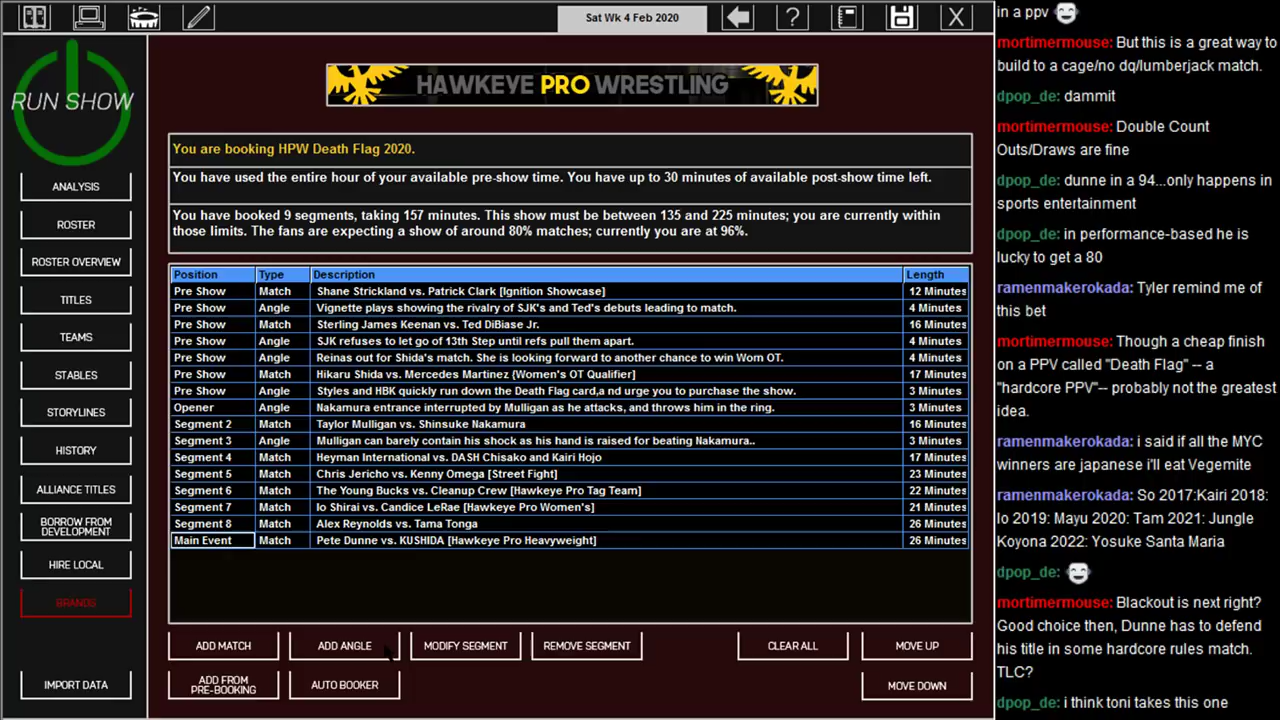 Sat Wk 4 Feb 2020
RUN SHOW
ANALYSIS
ROSTER
ROSTER OVERVIEW
TITLES
TEAMS
STABLES
STORYLINES
HISTORY
ALLIANCE TITLES
BORROW FROM
DEVELOPMENT
HIRE LOCAL
BRANDS
IMPORT DATA
HAWKEYE PRO WRESTLING
You are booking HPW Death Flag 2020.
You have used the entire hour of your available pre-show time. You have up to 30 minutes of available post-show time left.
You have booked 9 segments, taking 157 minutes. This show must be between 135 and 225 minutes; you are currently within
those limits. The fans are expecting a show of around 80% matches; currently you are at 96%.
Position Type Description Length
Pre Show Match Shane Strickland vs. Patrick Clark [Ignition Showcase] 12 Minutes
Pre Show Angle Vignette plays showing the rivalry of SJK's and Ted's debuts leading to match. 4 Minutes
Pre Show Match Sterling James Keenan vs. Ted DiBiase Jr. 16 Minutes
Pre Show Angle SJK refuses to let go of 13th Step until refs pull them apart. 4 Minutes
Pre Show Angle Reinas out for Shida's match. She is looking forward to another chance to win Wom OT. 4 Minutes
Pre Show Match Hikaru Shida vs. Mercedes Martinez {Women's OT Qualifier] 17 Minutes
Pre Show Angle Styles and HBK quickly run down the Death Flag card,a nd urge you to purchase the show. 3 Minutes
Opener Angle Nakamura entrance interrupted by Mulligan as he attacks, and throws him in the ring. 3 Minutes
Segment 2 Match Taylor Mulligan vs. Shinsuke Nakamura 16 Minutes
Segment 3 Angle Mulligan can barely contain his shock as his hand is raised for beating Nakamura.. 3 Minutes
Segment 4 Match Heyman International vs. DASH Chisako and Kairi Hojo 17 Minutes
Segment 5 Match Chris Jericho vs. Kenny Omega [Street Fight] 23 Minutes
Segment 6 Match The Young Bucks vs. Cleanup Crew [Hawkeye Pro Tag Team] 22 Minutes
Segment 7 Match Io Shirai vs. Candice LeRae [Hawkeye Pro Women's] 21 Minutes
Segment 8 Match Alex Reynolds vs. Tama Tonga 26 Minutes
Main Event Match Pete Dunne vs. KUSHIDA [Hawkeye Pro Heavyweight] 26 Minutes
ADD MATCH
ADD ANGLE
MODIFY SEGMENT
REMOVE SEGMENT
CLEAR ALL
MOVE UP
ADD FROM
PRE-BOOKING
AUTO BOOKER
MOVE DOWN
in a ppv
mortimermouse: But this is a great way to
build to a cage/no dq/lumberjack match.
dpop_de: dammit
mortimermouse: Double Count
Outs/Draws are fine
dpop_de: dunne in a 94...only happens in
sports entertainment
dpop_de: in performance-based he is
lucky to get a 80
ramenmakerokada: Tyler remind me of
this bet
mortimermouse: Though a cheap finish
on a PPV called "Death Flag" -- a
"hardcore PPV"-- probably not the greatest
idea.
ramenmakerokada: i said if all the MYC
winners are japanese i'll eat Vegemite
ramenmakerokada: So 2017:Kairi 2018:
Io 2019: Mayu 2020: Tam 2021: Jungle
Koyona 2022: Yosuke Santa Maria
dpop_de:
mortimermouse: Blackout is next right?
Good choice then, Dunne has to defend
his title in some hardcore rules match.
TLC?
dpop_de: i think toni takes this one